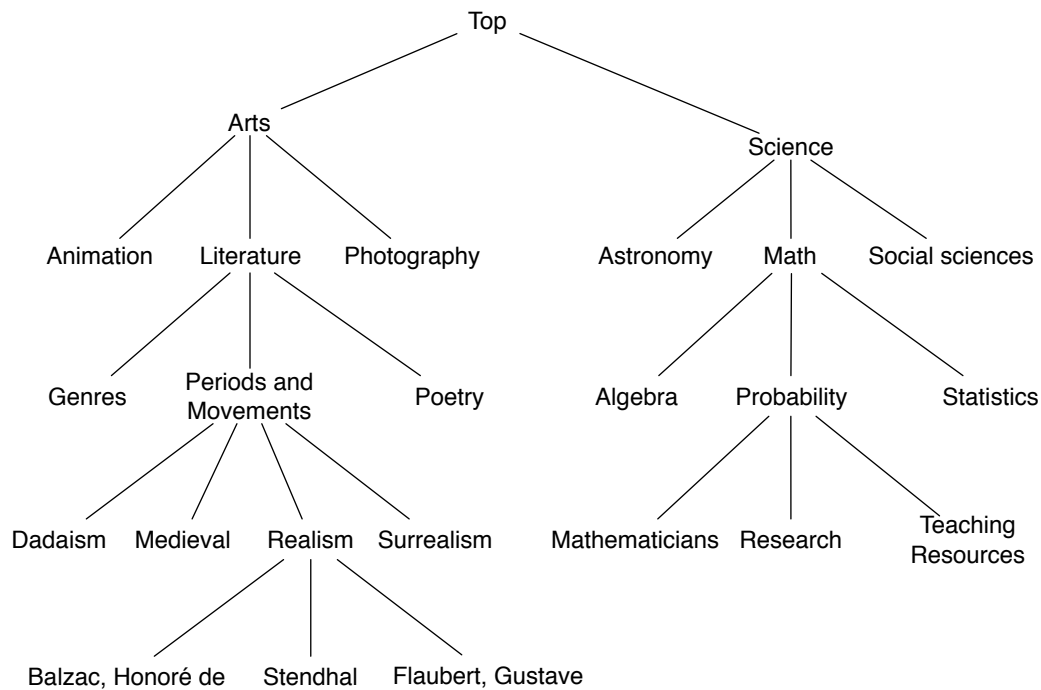 Top
Arts
Science
Animation
Literature
Photography
Astronomy
Math
Social sciences
Genres
Periods and
Movements
Poetry
Algebra
Probability
Statistics
Dadaism
Medieval
Realism
Surrealism
Mathematicians
Research
Teaching
Resources
Balzac, Honoré de
Stendhal
Flaubert, Gustave